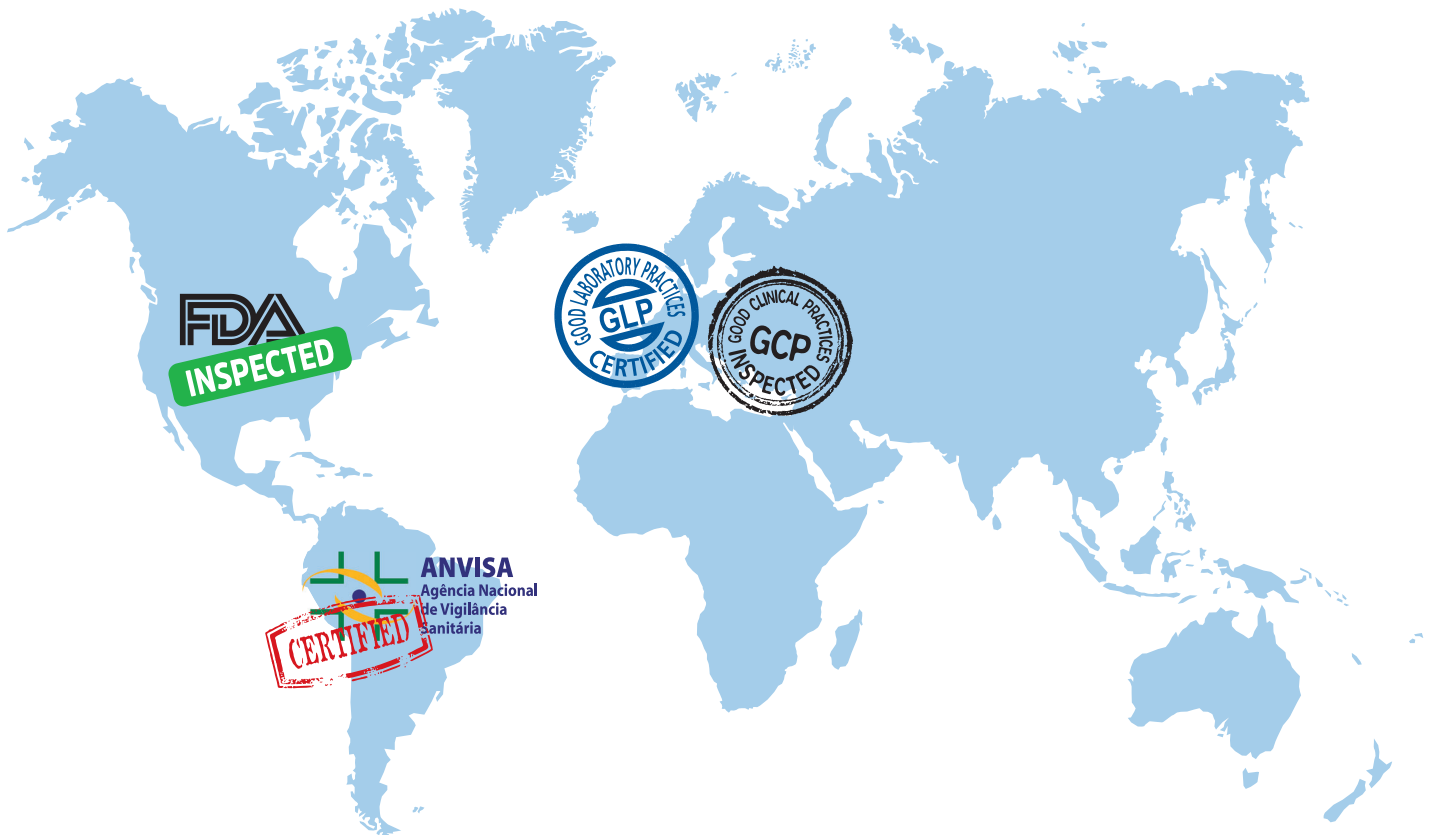 FDA
INSPECTED
GOOD LABORATORY PRACTICES
GLP
CERTIFIED
GOOD CLINICAL PRACTICES
GCP
INSPECTED
ANVISA
Agência Nacional
de Vigilância
Sanitária
CERTIFIED